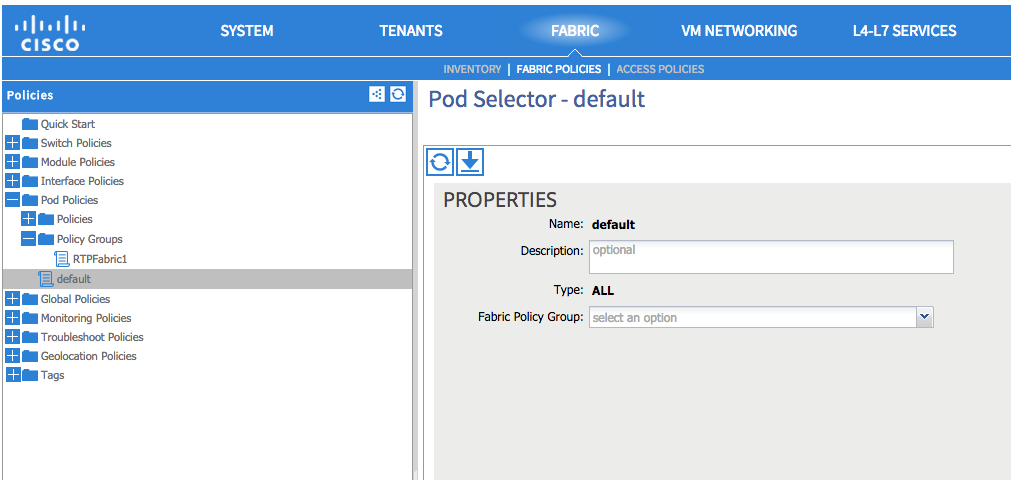 CISCO
SYSTEM TENANTS FABRIC VM NETWORKING L4-L7 SERVICES
INVENTORY | FABRIC POLICIES | ACCESS POLICIES
Policies
Quick Start
Switch Policies
Module Policies
Interface Policies
Pod Policies
Policies
Policy Groups
RTPFabric1
default
Global Policies
Monitoring Policies
Troubleshoot Policies
Geolocation Policies
Tags
Pod Selector - default
PROPERTIES
Name: default
Description: optional
Type: ALL
Fabric Policy Group: select an option